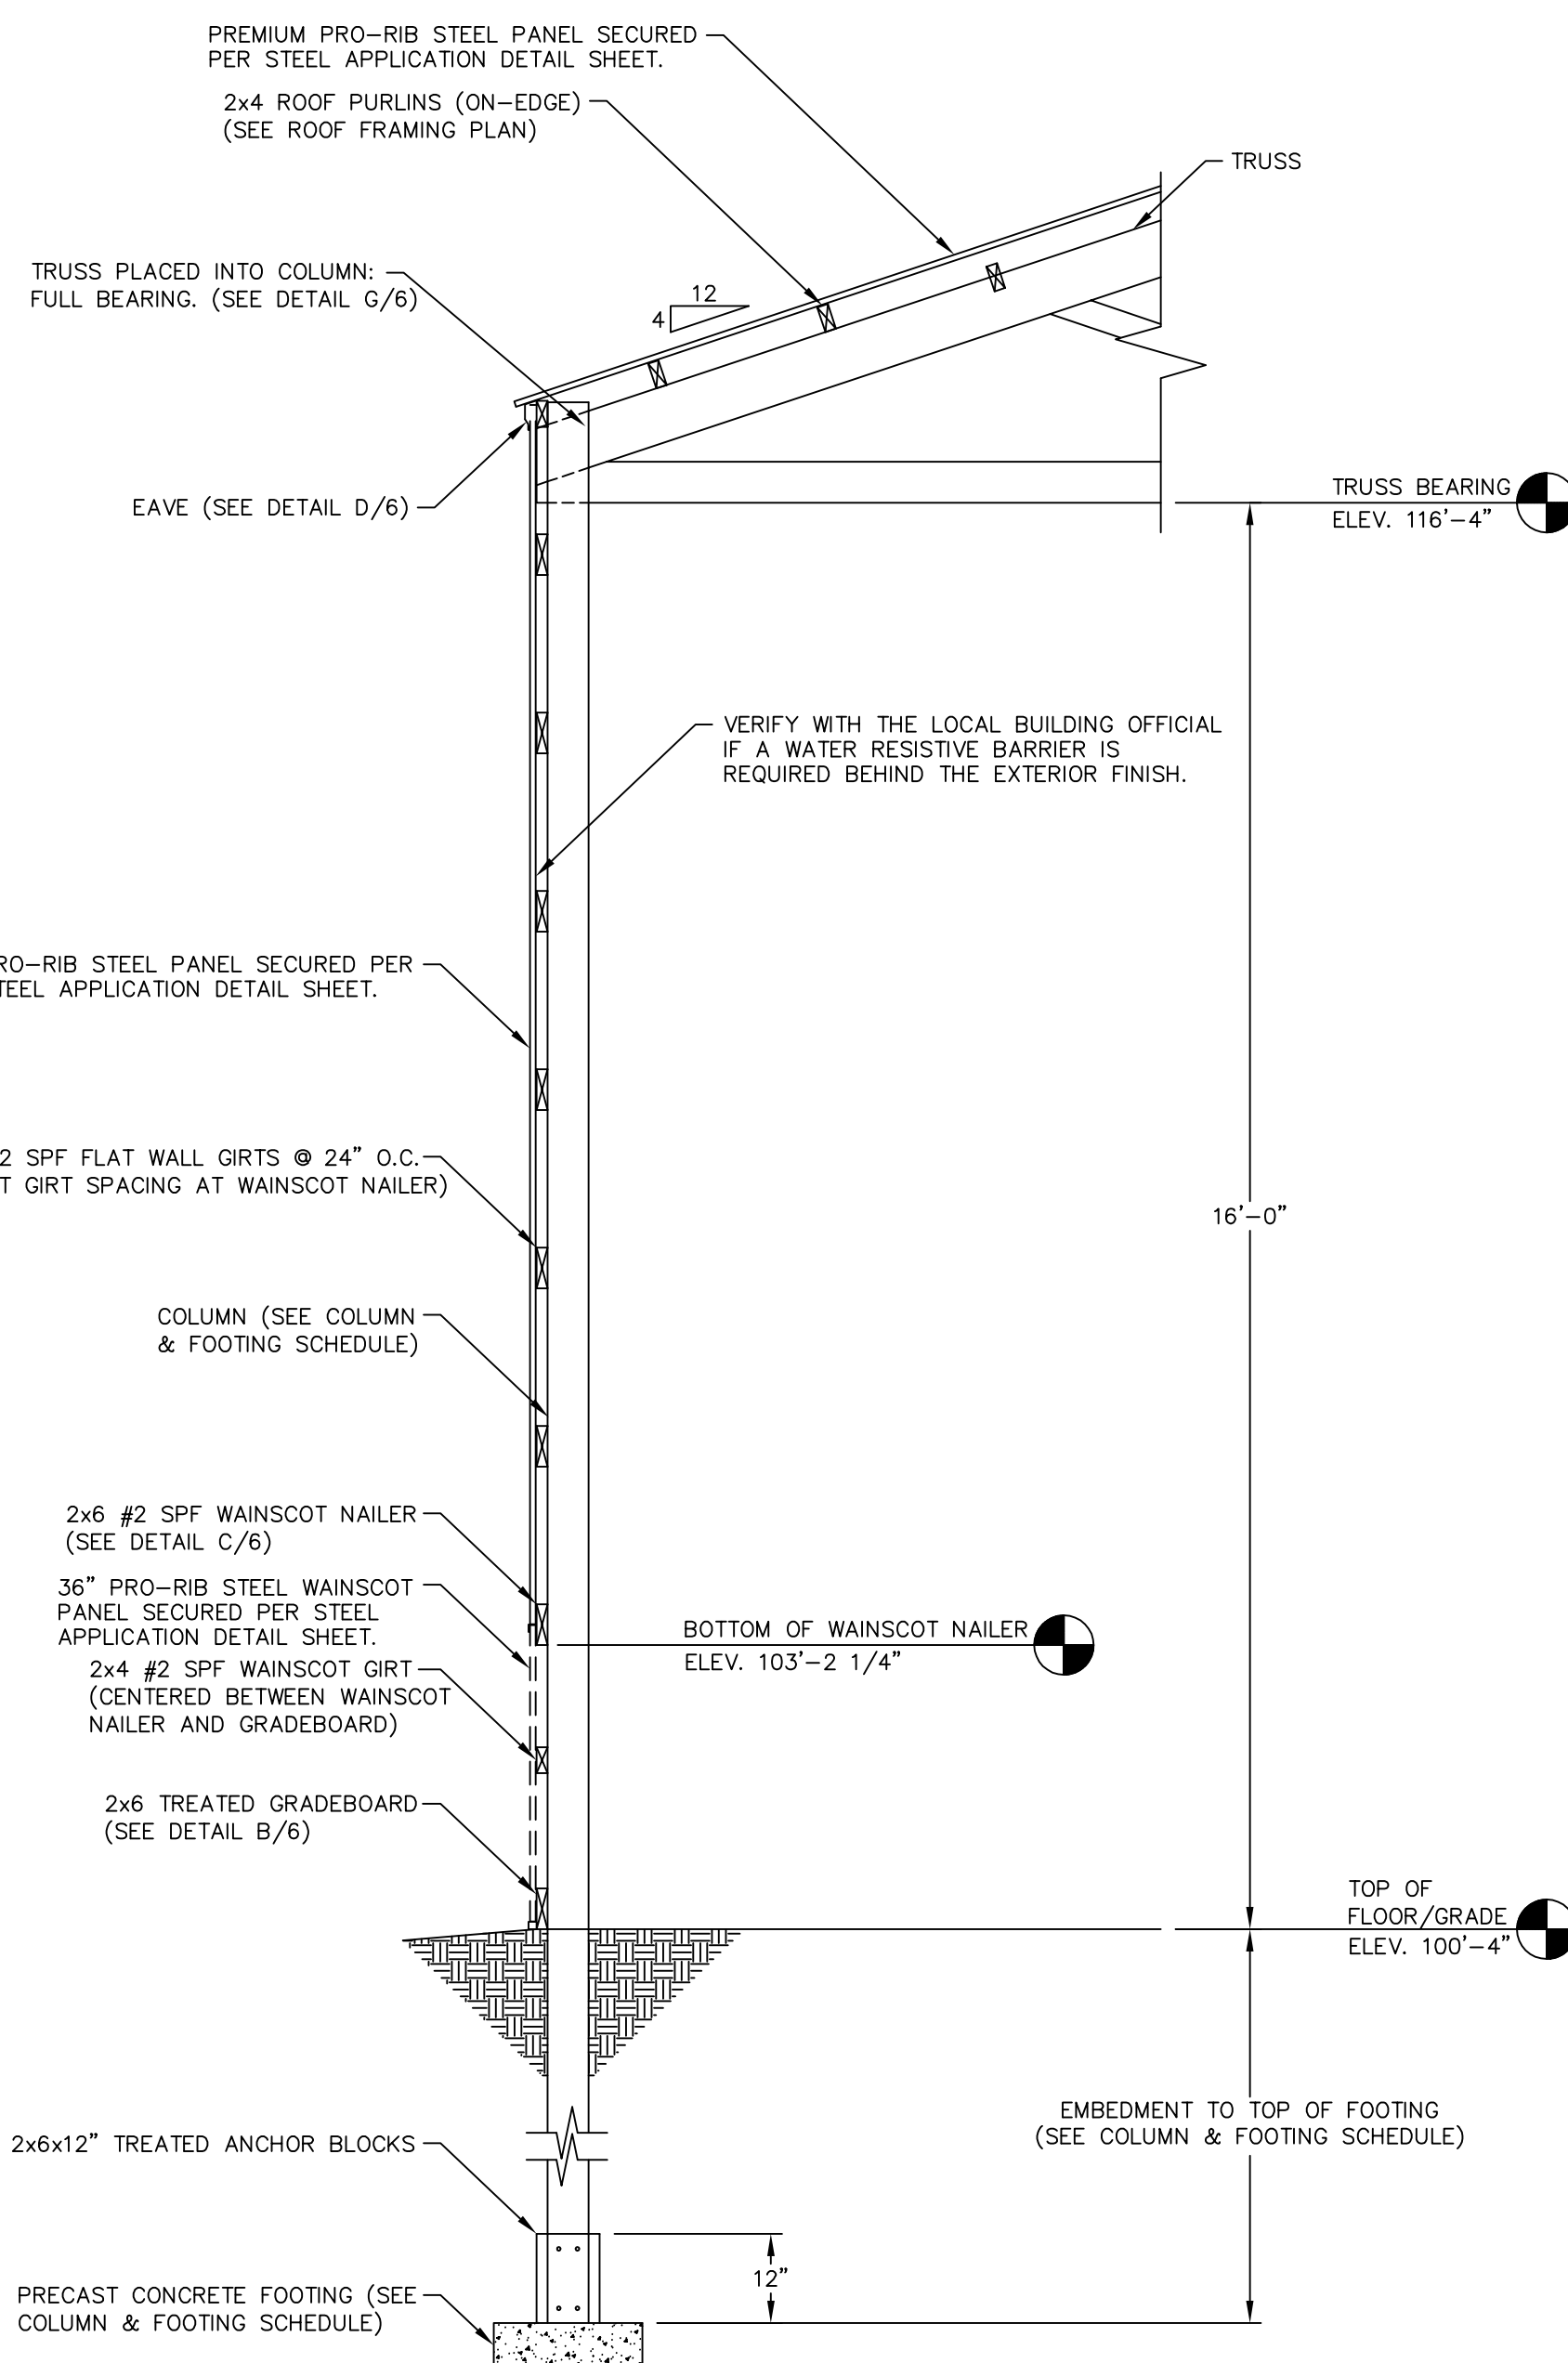 PREMIUM PRO-RIB STEEL PANEL SECURED
PER STEEL APPLICATION DETAIL SHEET.
2x4 ROOF PURLINS (ON-EDGE)
(SEE ROOF FRAMING PLAN)
TRUSS
TRUSS PLACED INTO COLUMN:
FULL BEARING. (SEE DETAIL G/6)
12
4
EAVE (SEE DETAIL D/6)
TRUSS BEARING
ELEV. 116'-4"
VERIFY WITH THE LOCAL BUILDING OFFICIAL
IF A WATER RESISTIVE BARRIER IS
REQUIRED BEHIND THE EXTERIOR FINISH.
STEEL PANEL SECURED PER
APPLICATION DETAIL SHEET.
2 SPF FLAT WALL GIRTS @ 24" O.C.
GIRT SPACING AT WAINSCOT NAILER)
16'-0"
COLUMN (SEE COLUMN
& FOOTING SCHEDULE)
2x6 #2 SPF WAINSCOT NAILER
(SEE DETAIL C/6)
36" PRO-RIB STEEL WAINSCOT
PANEL SECURED PER STEEL
APPLICATION DETAIL SHEET.
BOTTOM OF WAINSCOT NAILER
ELEV. 103'-2 1/4"
2x4 #2 SPF WAINSCOT GIRT
(CENTERED BETWEEN WAINSCOT
NAILER AND GRADEBOARD)
2x6 TREATED GRADEBOARD
(SEE DETAIL B/6)
TOP OF
FLOOR/GRADE
ELEV. 100'-4"
EMBEDMENT TO TOP OF FOOTING
(SEE COLUMN & FOOTING SCHEDULE)
2x6x12" TREATED ANCHOR BLOCKS
12"
PRECAST CONCRETE FOOTING (SEE
COLUMN & FOOTING SCHEDULE)